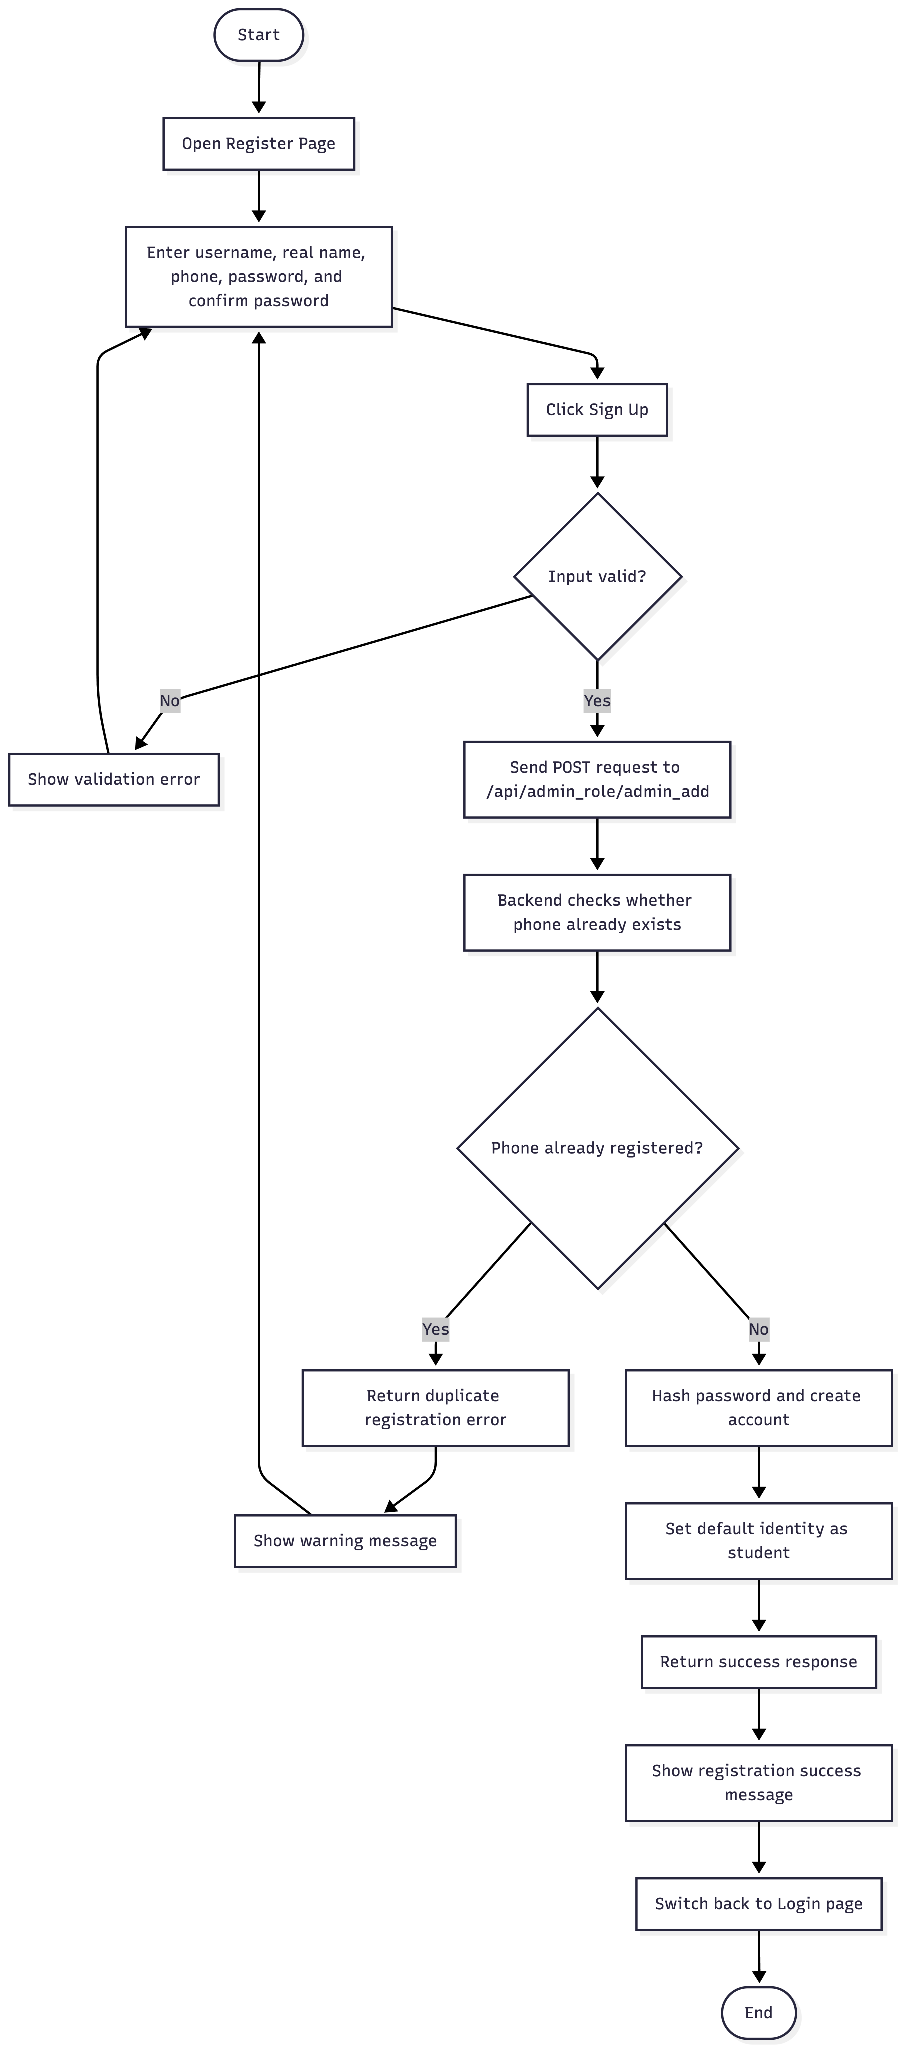 Start
Open Register Page
Enter username, real name,
phone, password, and
confirm password
Click Sign Up
Input valid?
No
Yes
Show validation error
Send POST request to
/api/admin_role/admin_add
Backend checks whether
phone already exists
Phone already registered?
Yes
No
Return duplicate
registration error
Hash password and create
account
Show warning message
Set default identity as
student
Return success response
Show registration success
message
Switch back to Login page
End